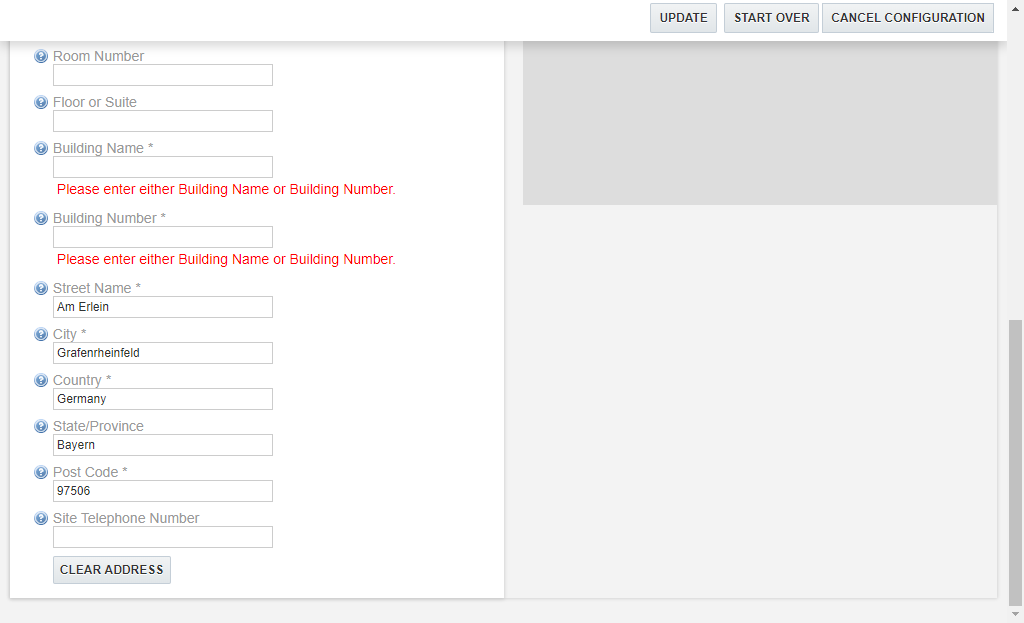 UPDATE START OVER CANCEL CONFIGURATION
Room Number
Floor or Suite
Building Name *
Please enter either Building Name or Building Number.
Building Number *
Please enter either Building Name or Building Number.
Street Name *
Am Erlein
City *
Grafenrheinfeld
Country *
Germany
State/Province
Bayern
Post Code *
97506
Site Telephone Number
CLEAR ADDRESS